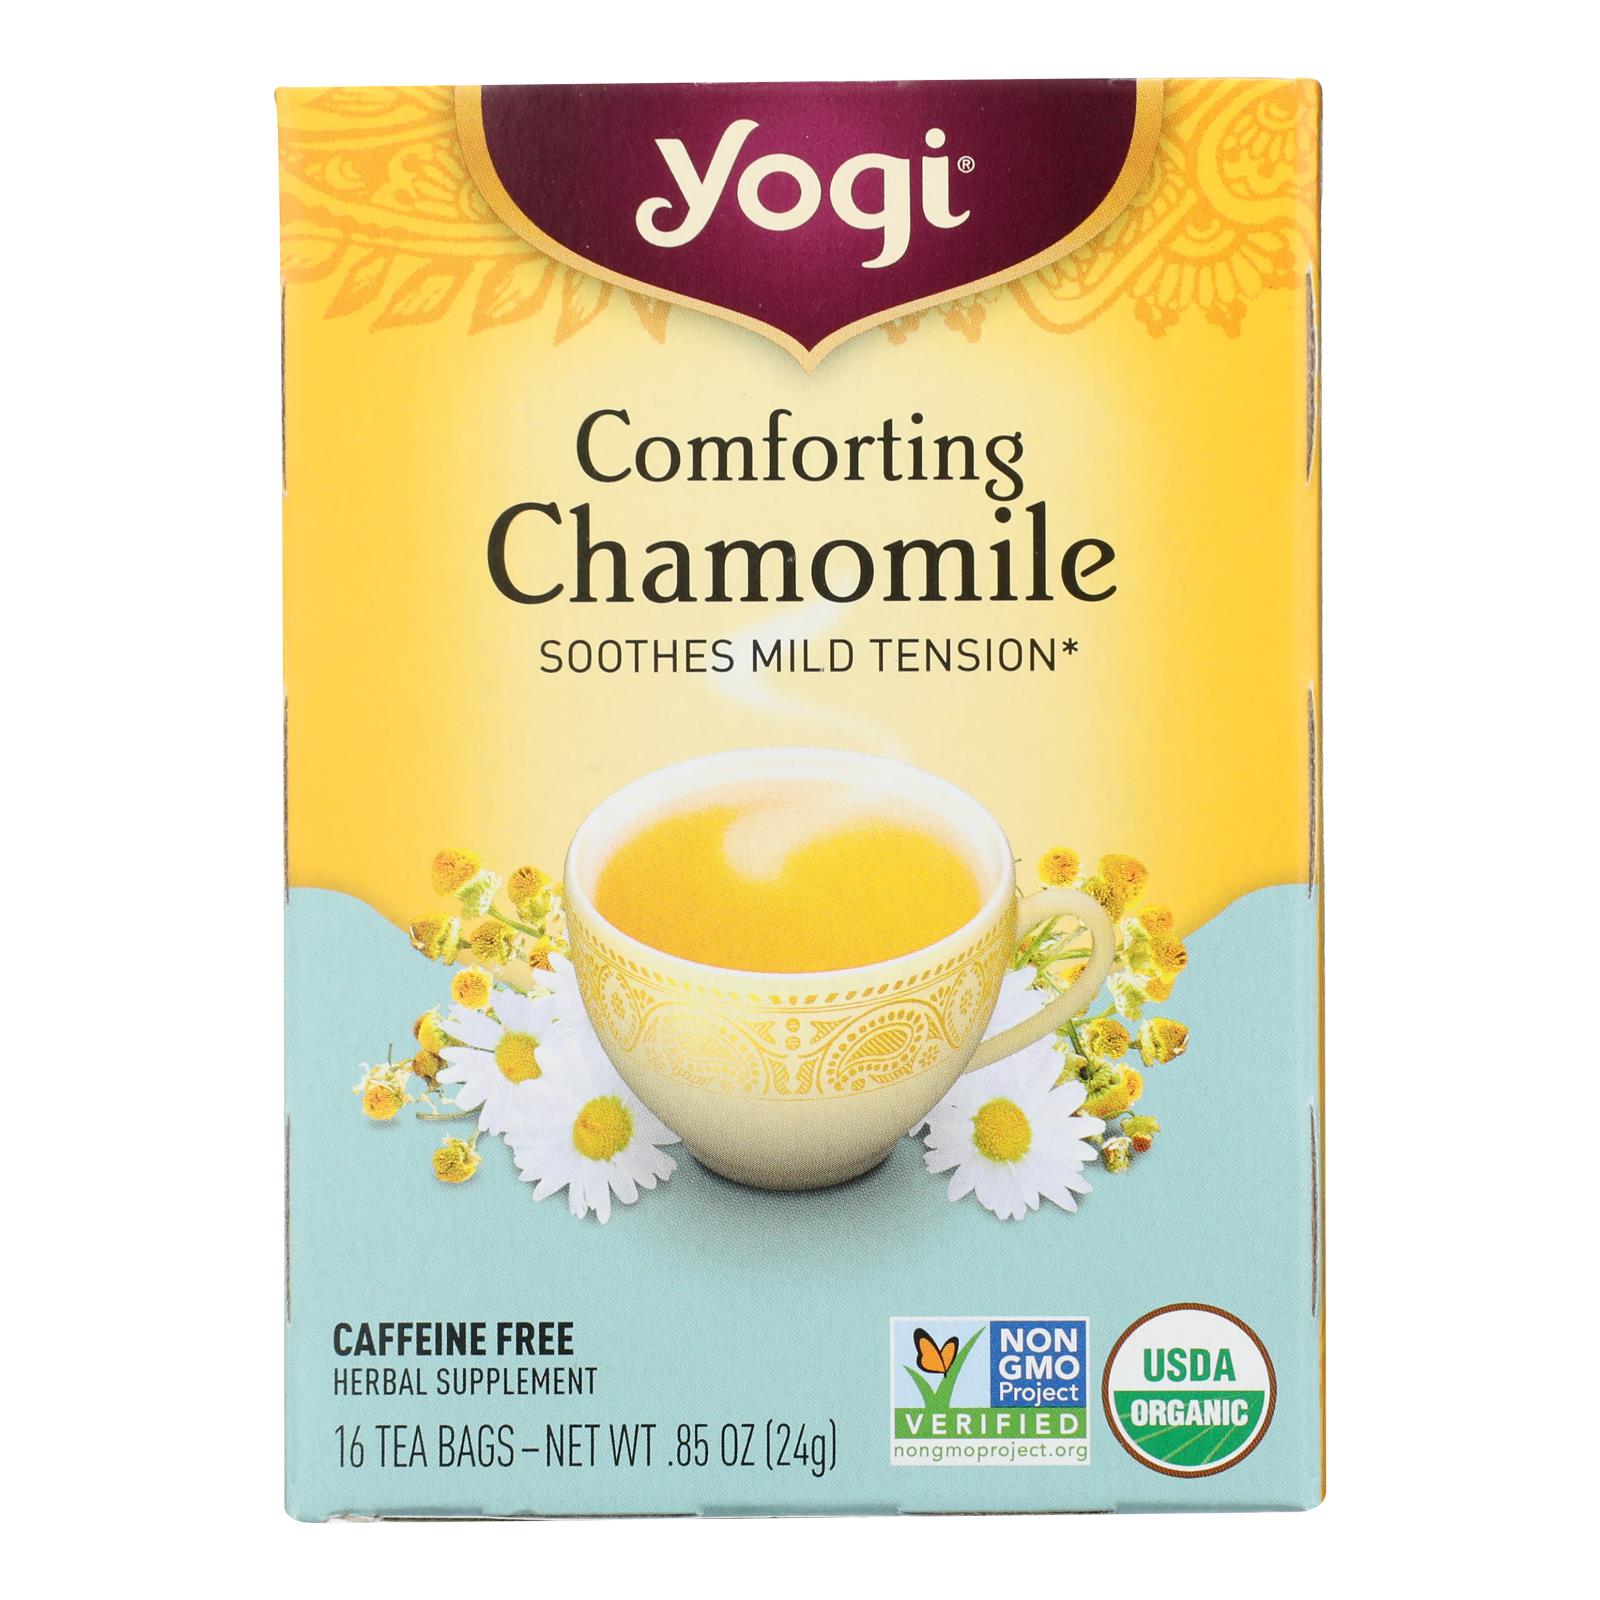 yogi®
Comforting
Chamomile
SOOTHES MILD TENSION*
CAFFEINE FREE
HERBAL SUPPLEMENT
16 TEA BAGS – NET WT .85 OZ (24g)
NON
GMO
Project
VERIFIED
nongmoproject.org
USDA
ORGANIC